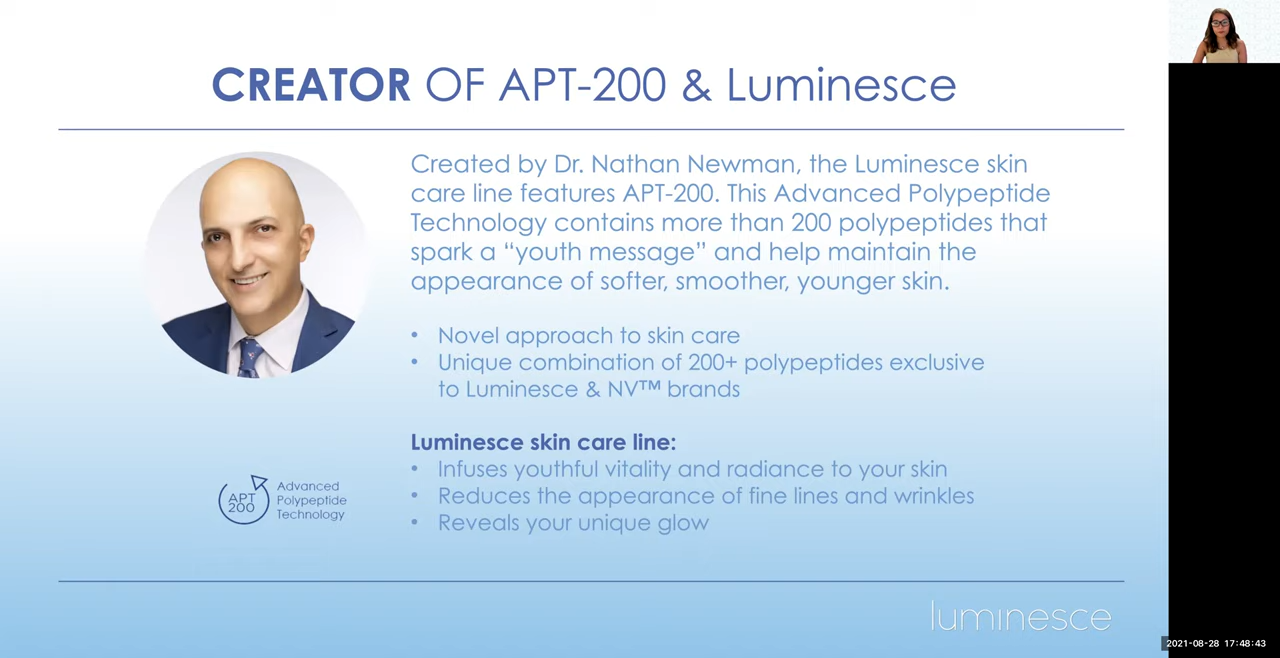 CREATOR OF APT-200 & Luminesce
Created by Dr. Nathan Newman, the Luminesce skin
care line features APT-200. This Advanced Polypeptide
Technology contains more than 200 polypeptides that
spark a “youth message” and help maintain the
appearance of softer, smoother, younger skin.
• Novel approach to skin care
• Unique combination of 200+ polypeptides exclusive
to Luminesce & NV™ brands
Luminesce skin care line:
• Infuses youthful vitality and radiance to your skin
• Reduces the appearance of fine lines and wrinkles
• Reveals your unique glow
APT
200
Advanced
Polypeptide
Technology
luminesce
2021-08-28 17:48:43